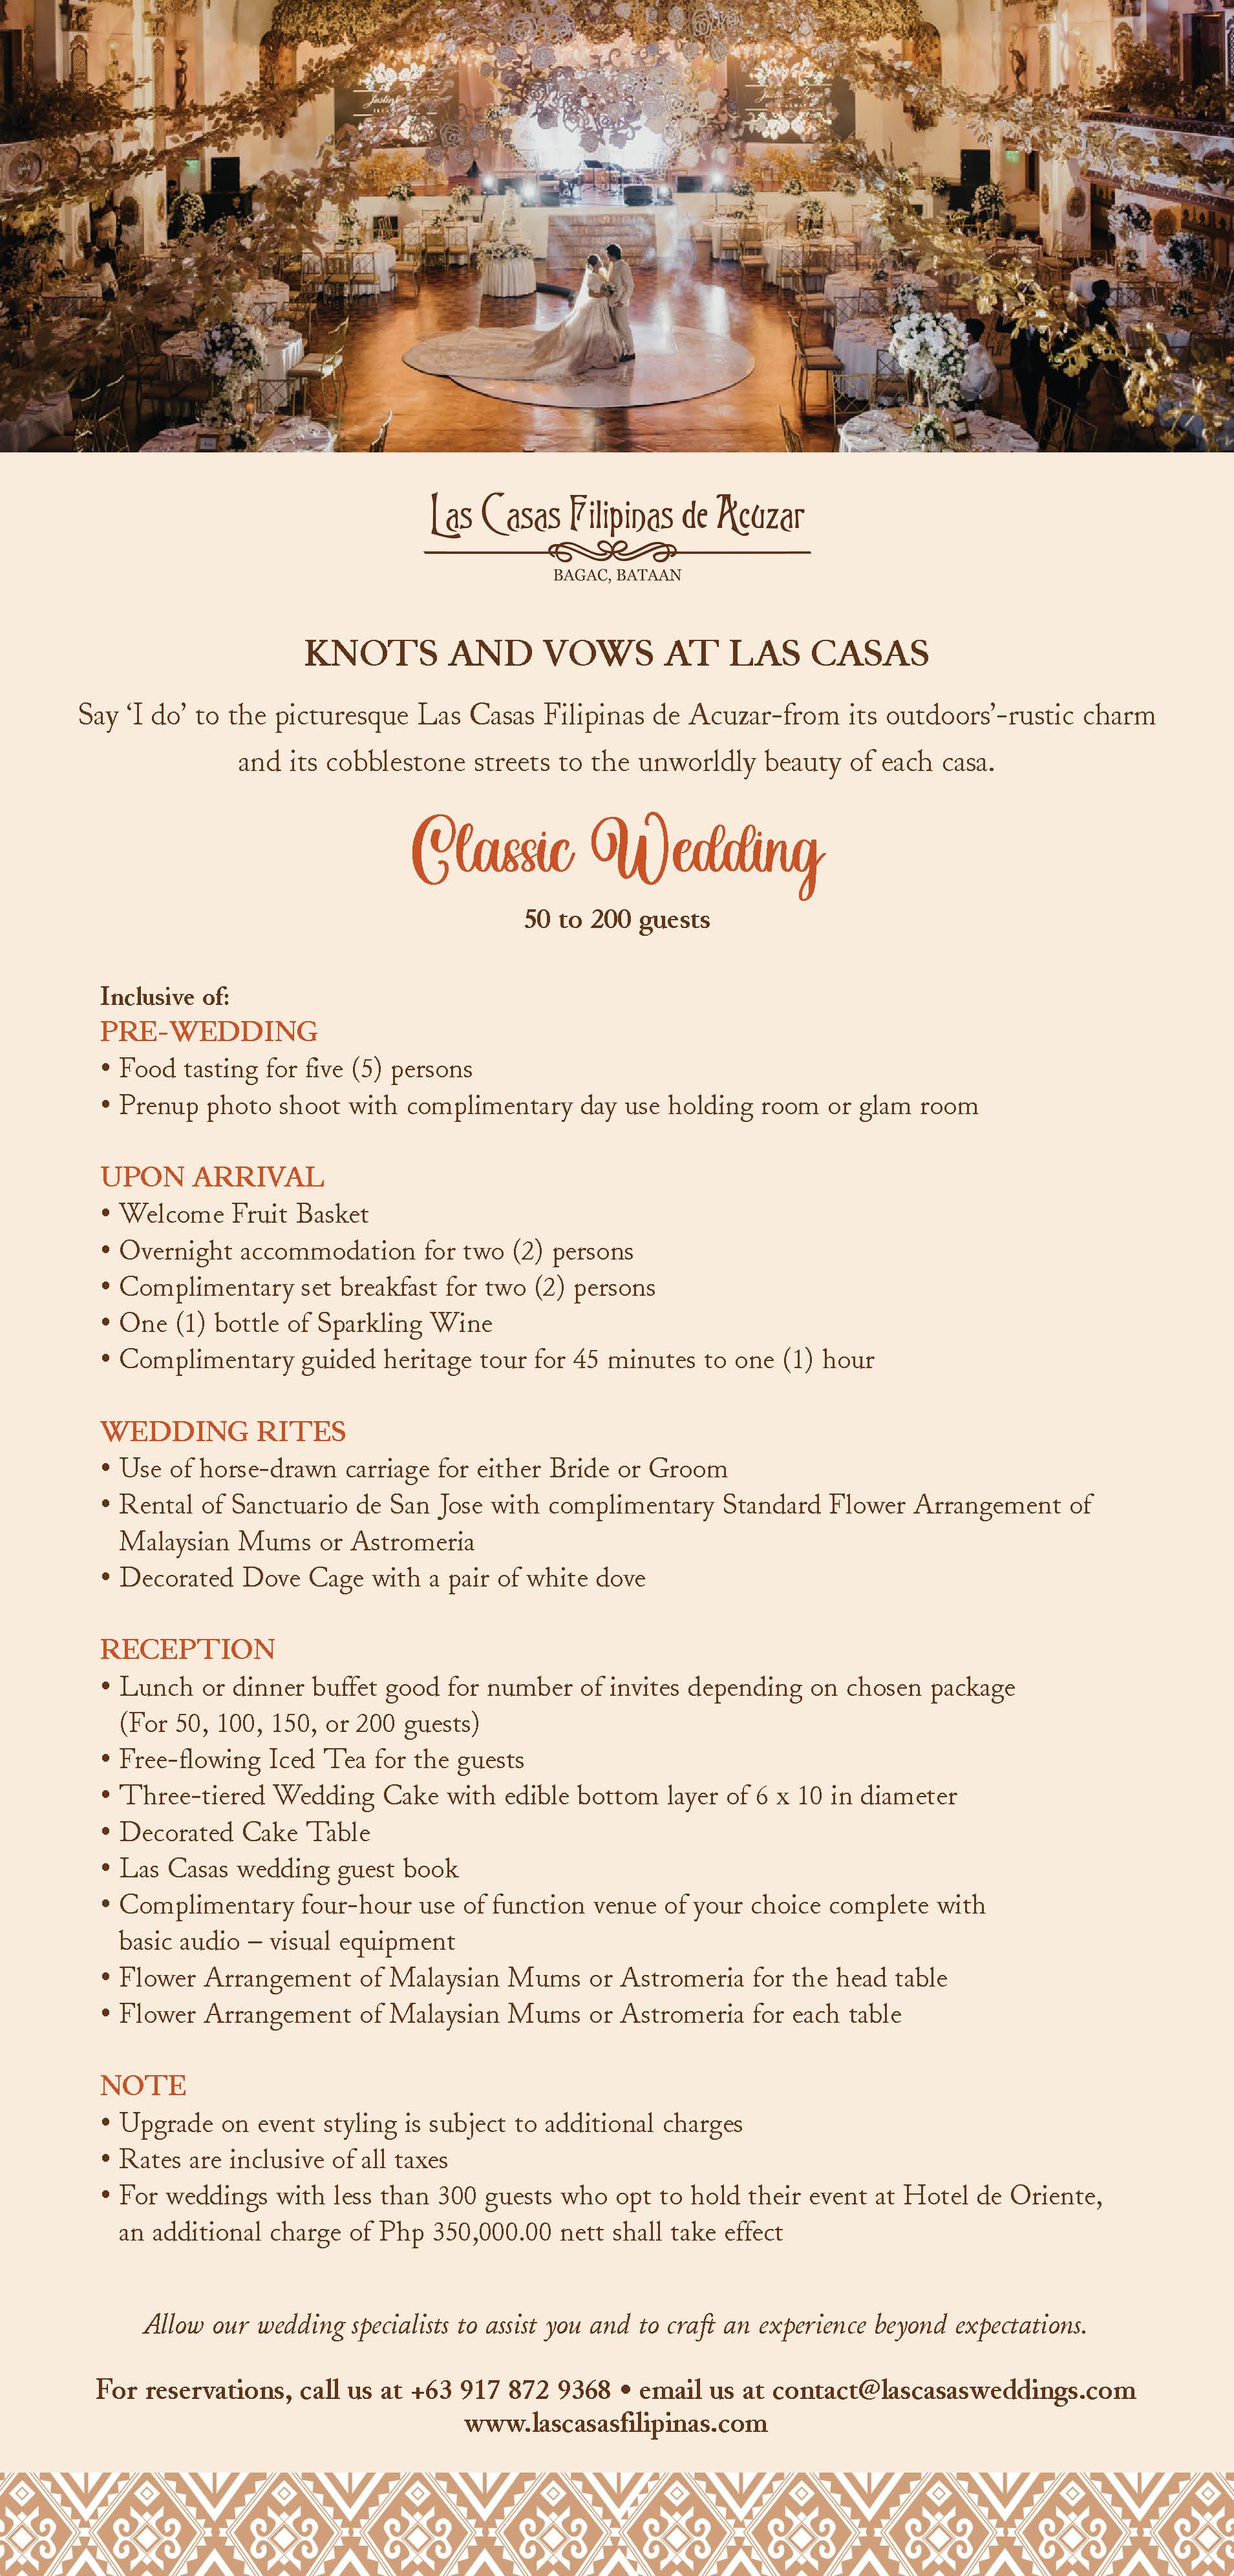 Las Casas Filipinas de Acuzar
BAGAC, BATAAN
KNOTS AND VOWS AT LAS CASAS
Say ‘I do’ to the picturesque Las Casas Filipinas de Acuzar-from its outdoors’-rustic charm
and its cobblestone streets to the unworldly beauty of each casa.
Classic Wedding
50 to 200 guests
Inclusive of:
PRE-WEDDING
• Food tasting for five (5) persons
• Prenup photo shoot with complimentary day use holding room or glam room
UPON ARRIVAL
• Welcome Fruit Basket
• Overnight accommodation for two (2) persons
• Complimentary set breakfast for two (2) persons
• One (1) bottle of Sparkling Wine
• Complimentary guided heritage tour for 45 minutes to one (1) hour
WEDDING RITES
• Use of horse-drawn carriage for either Bride or Groom
• Rental of Sanctuario de San Jose with complimentary Standard Flower Arrangement of
Malaysian Mums or Astromeria
• Decorated Dove Cage with a pair of white dove
RECEPTION
• Lunch or dinner buffet good for number of invites depending on chosen package
(For 50, 100, 150, or 200 guests)
• Free-flowing Iced Tea for the guests
• Three-tiered Wedding Cake with edible bottom layer of 6 x 10 in diameter
• Decorated Cake Table
• Las Casas wedding guest book
• Complimentary four-hour use of function venue of your choice complete with
basic audio – visual equipment
• Flower Arrangement of Malaysian Mums or Astromeria for the head table
• Flower Arrangement of Malaysian Mums or Astromeria for each table
NOTE
• Upgrade on event styling is subject to additional charges
• Rates are inclusive of all taxes
• For weddings with less than 300 guests who opt to hold their event at Hotel de Oriente,
an additional charge of Php 350,000.00 nett shall take effect
Allow our wedding specialists to assist you and to craft an experience beyond expectations.
For reservations, call us at +63 917 872 9368 • email us at contact@lascasasweddings.com
www.lascasasfilipinas.com